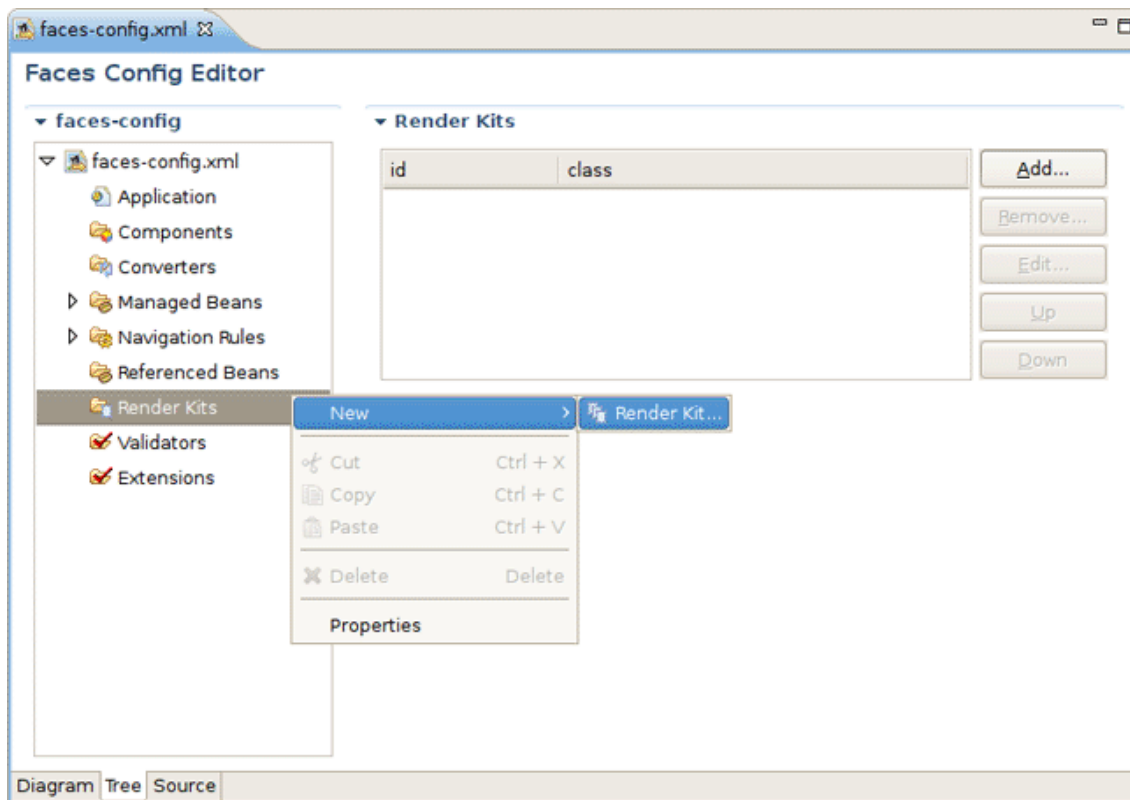 faces-config.xml
Faces Config Editor
faces-config
Render Kits
faces-config.xml
id class
Add...
Application
Remove...
Components
Converters
Edit...
Managed Beans
Up
Navigation Rules
Down
Referenced Beans
Render Kits
New
Render Kit...
Validators
Cut Ctrl + X
Extensions
Copy Ctrl + C
Paste Ctrl + V
Delete Delete
Properties
Diagram Tree Source